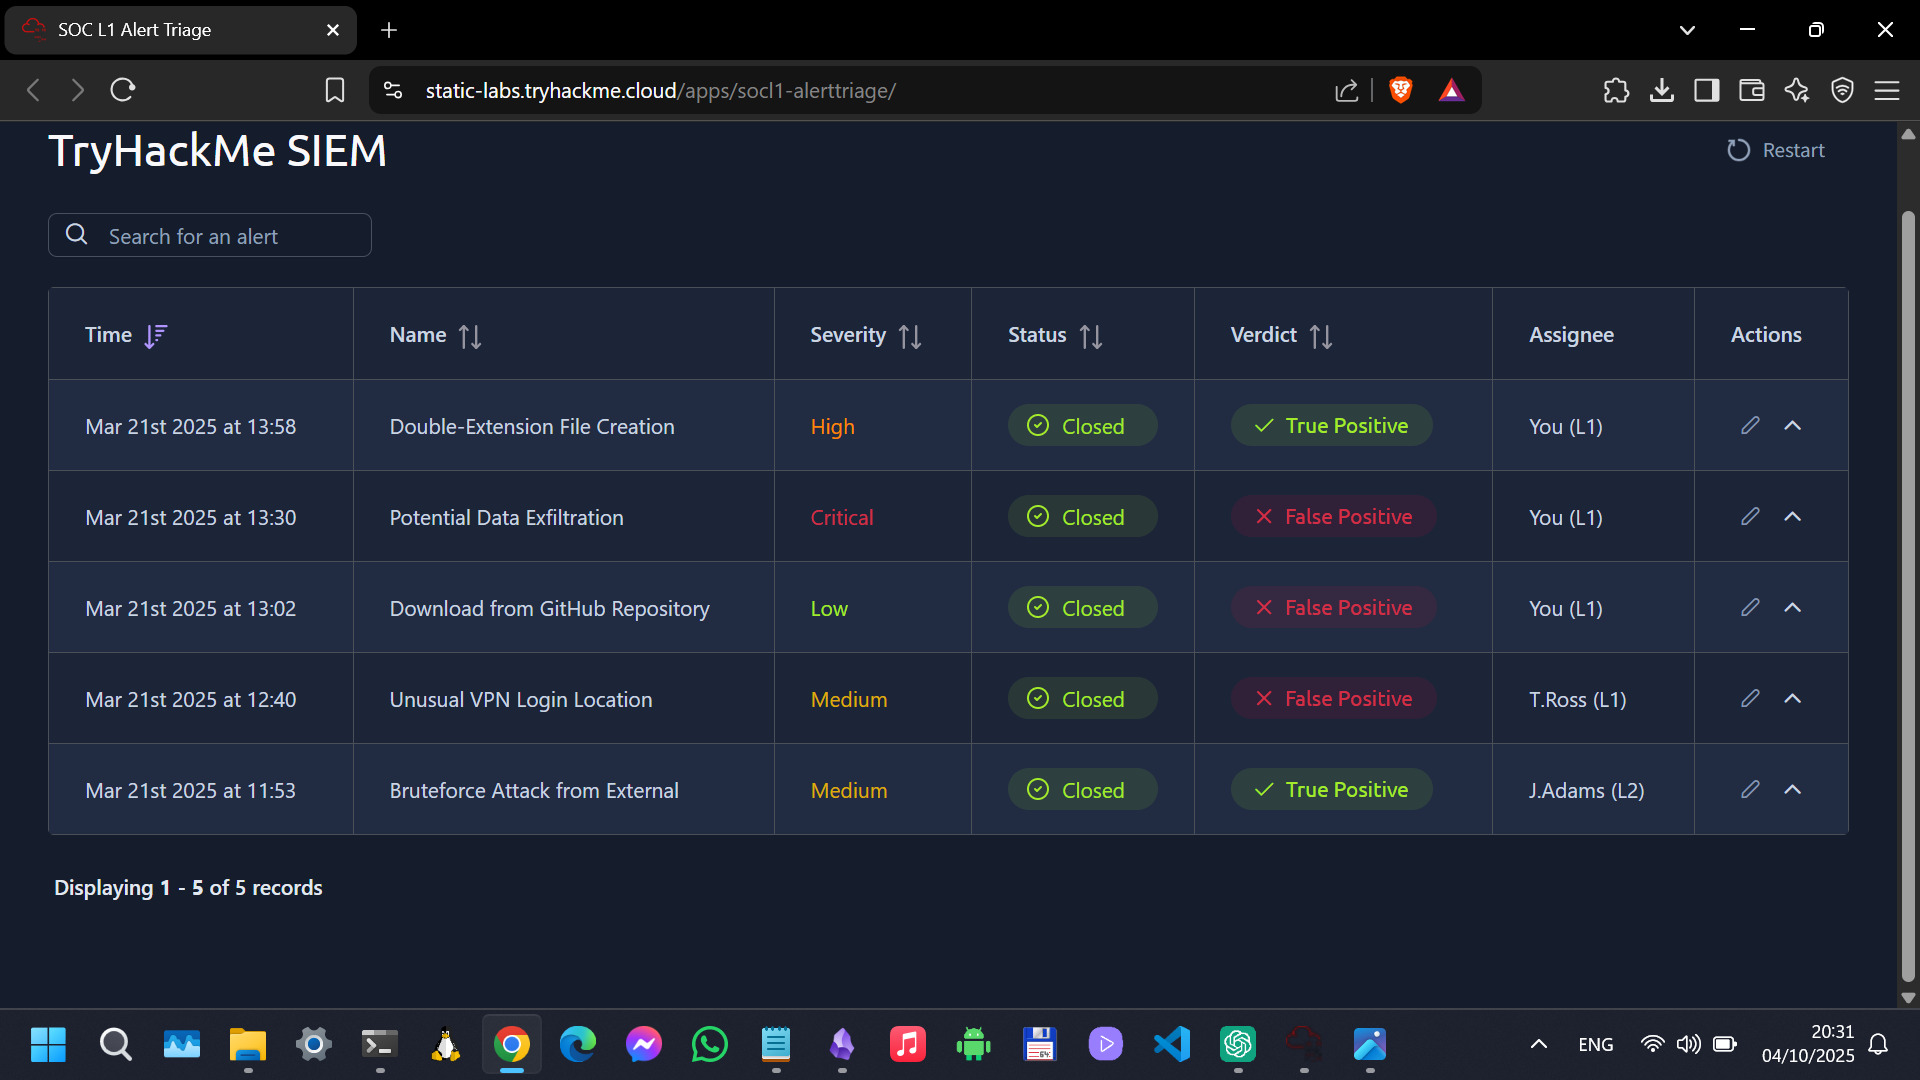 SOC L1 Alert Triage
static-labs.tryhackme.cloud/apps/socl1-alerttriage/
TryHackMe SIEM
Restart
Search for an alert
Time Name Severity Status Verdict Assignee Actions
Mar 21st 2025 at 13:58 Double-Extension File Creation High Closed True Positive You (L1)
Mar 21st 2025 at 13:30 Potential Data Exfiltration Critical Closed False Positive You (L1)
Mar 21st 2025 at 13:02 Download from GitHub Repository Low Closed False Positive You (L1)
Mar 21st 2025 at 12:40 Unusual VPN Login Location Medium Closed False Positive T.Ross (L1)
Mar 21st 2025 at 11:53 Bruteforce Attack from External Medium Closed True Positive J.Adams (L2)
Displaying 1 - 5 of 5 records
64
ENG
20:31
04/10/2025